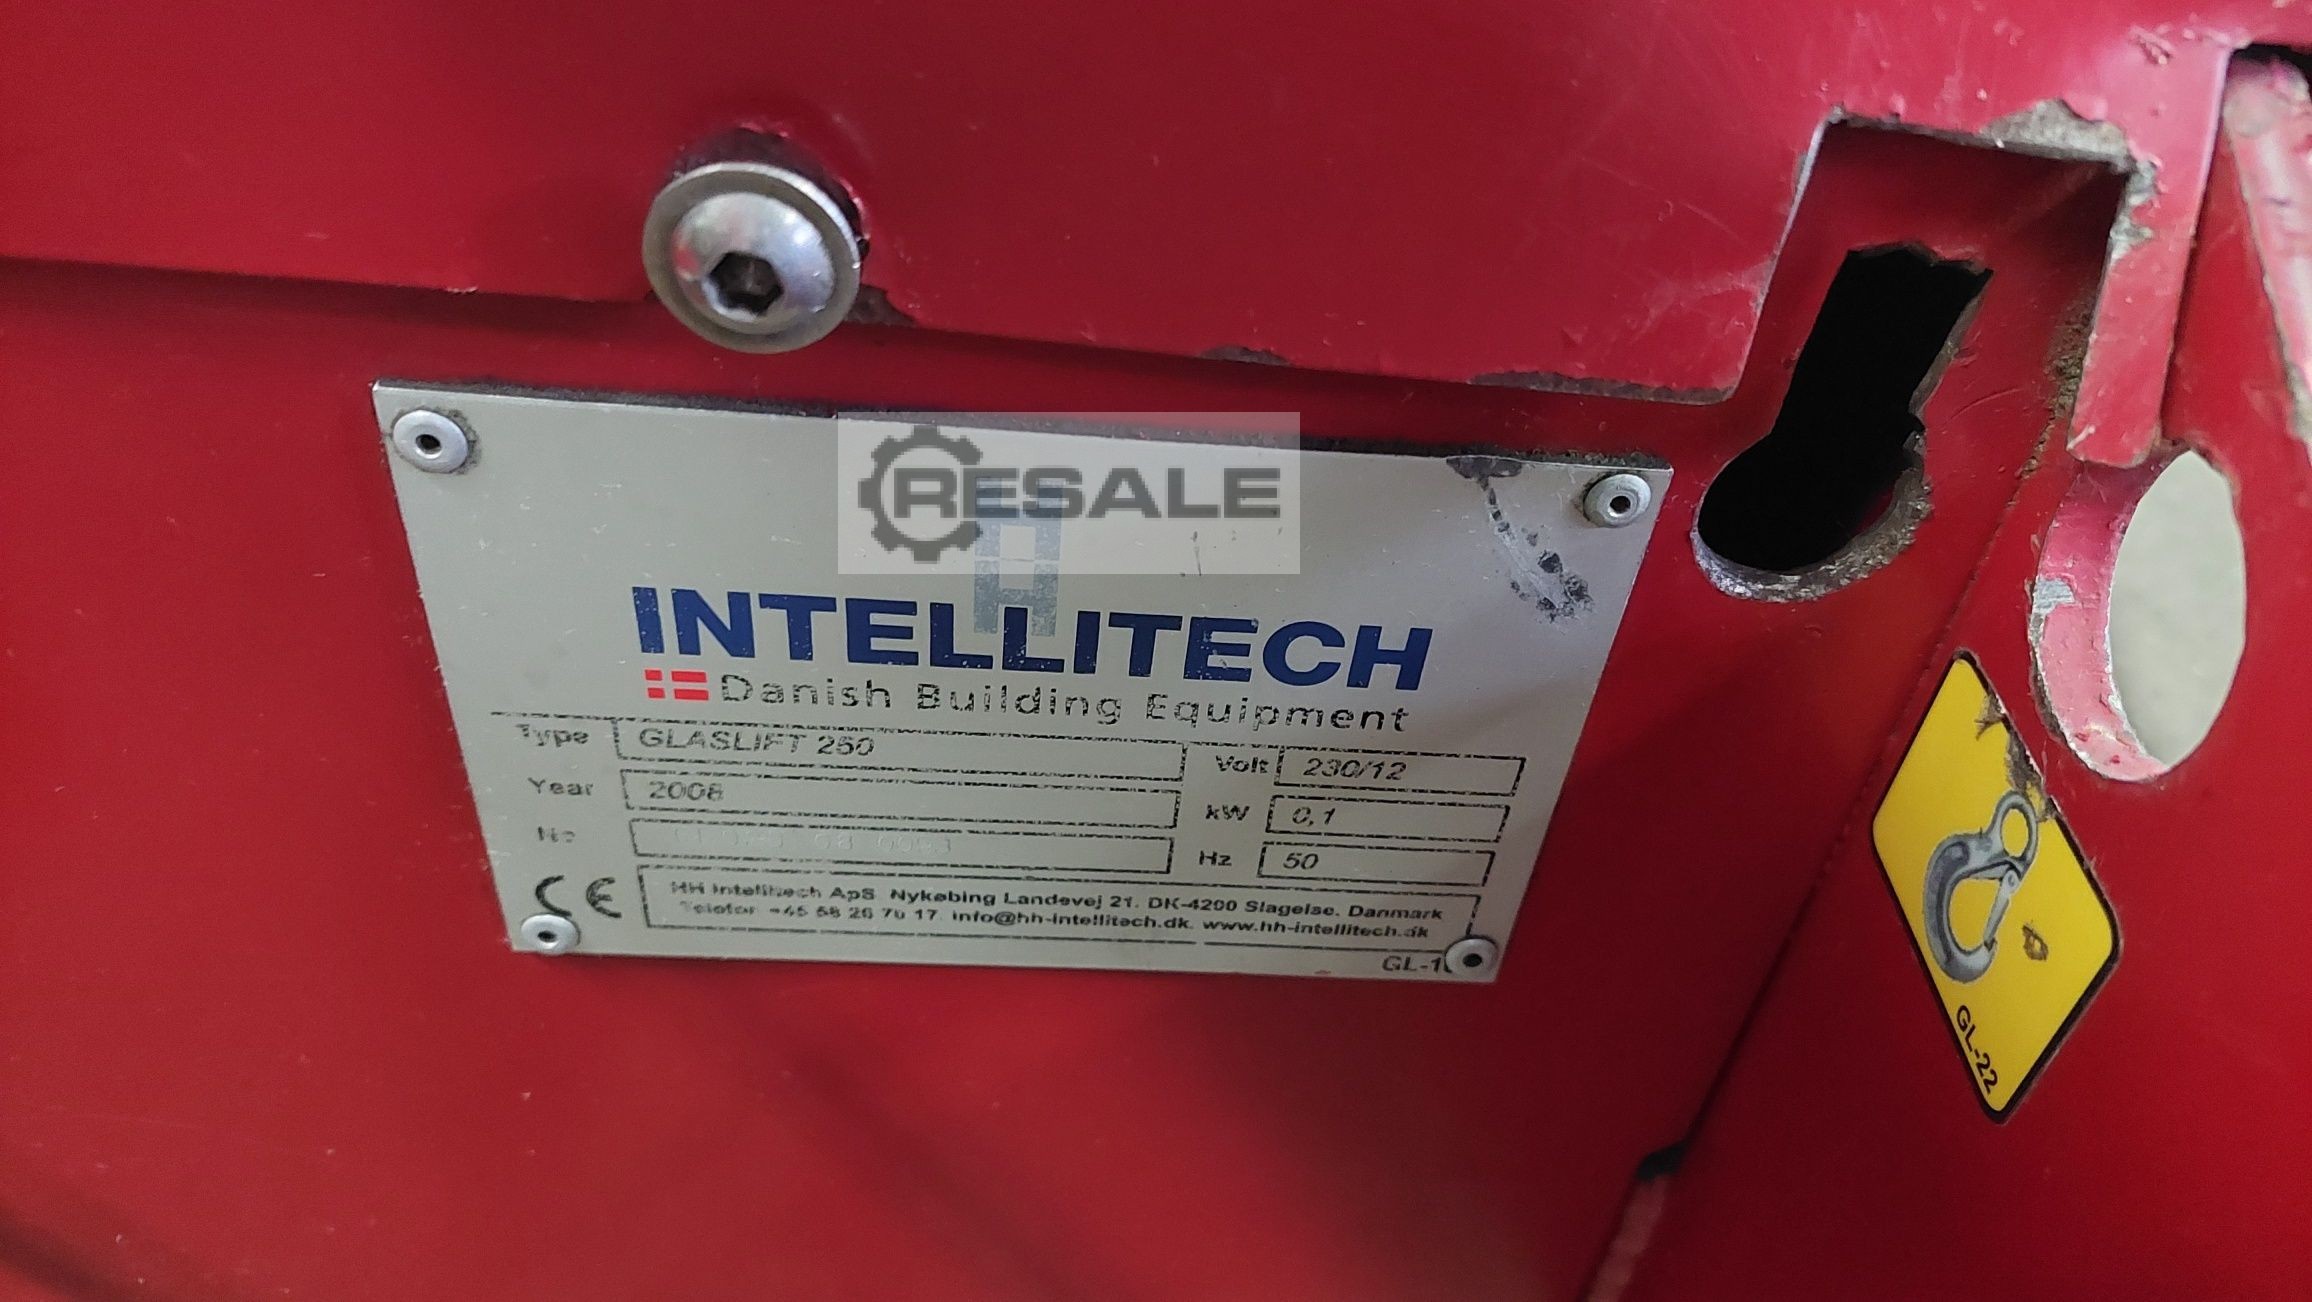 RESALE
INTELLITECH
Danish Building Equipment
Type GLASLIFT 250 Volt 230/12
Year 2008 kW 0,1
No Hz 50
CE HH Intellitech ApS. Nykøbing Landevej 21. DK-4200 Slagelse. Danmark
Telefon +45 58 26 70 17. info@hh-intellitech.dk. www.hh-intellitech.dk
GL-22